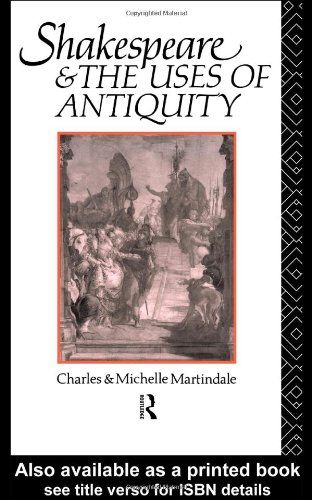 Shakespeare
& THE USES OF
ANTIQUITY
Charles & Michelle Martindale
R
ROUTLEDGE
Also available as a printed book
see title verso for ISBN details